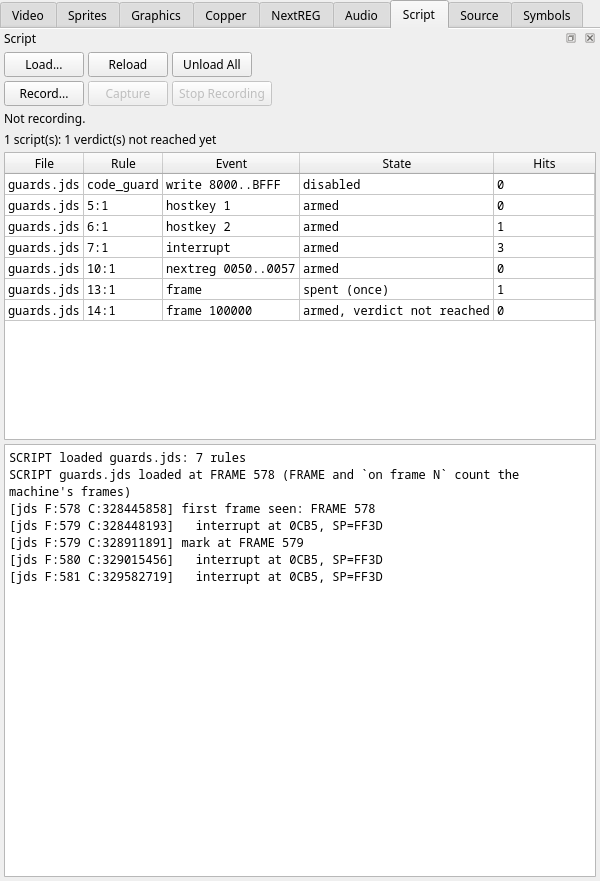 Video Sprites Graphics Copper NextREG Audio Script Source Symbols
Script
Load... Reload Unload All
Record... Capture Stop Recording
Not recording.
1 script(s): 1 verdict(s) not reached yet
File Rule Event State Hits
guards.jds code_guard write 8000..BFFF disabled 0
guards.jds 5:1 hostkey 1 armed 0
guards.jds 6:1 hostkey 2 armed 1
guards.jds 7:1 interrupt armed 3
guards.jds 10:1 nextreg 0050..0057 armed 0
guards.jds 13:1 frame spent (once) 1
guards.jds 14:1 frame 100000 armed, verdict not reached 0
SCRIPT loaded guards.jds: 7 rules
SCRIPT guards.jds loaded at FRAME 578 (FRAME and `on frame N` count the
machine's frames)
[jds F:578 C:328445858] first frame seen: FRAME 578
[jds F:579 C:328448193]   interrupt at 0CB5, SP=FF3D
[jds F:579 C:328911891] mark at FRAME 579
[jds F:580 C:329015456]   interrupt at 0CB5, SP=FF3D
[jds F:581 C:329582719]   interrupt at 0CB5, SP=FF3D